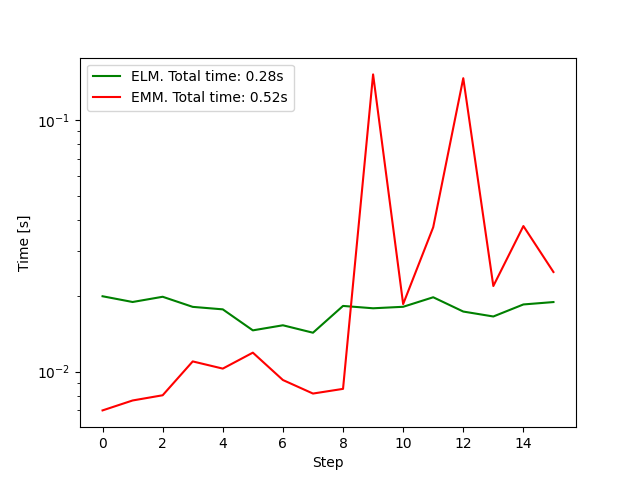 ELM. Total time: 0.28s
EMM. Total time: 0.52s
10⁻¹
10⁻²
Time [s]
0 2 4 6 8 10 12 14
Step